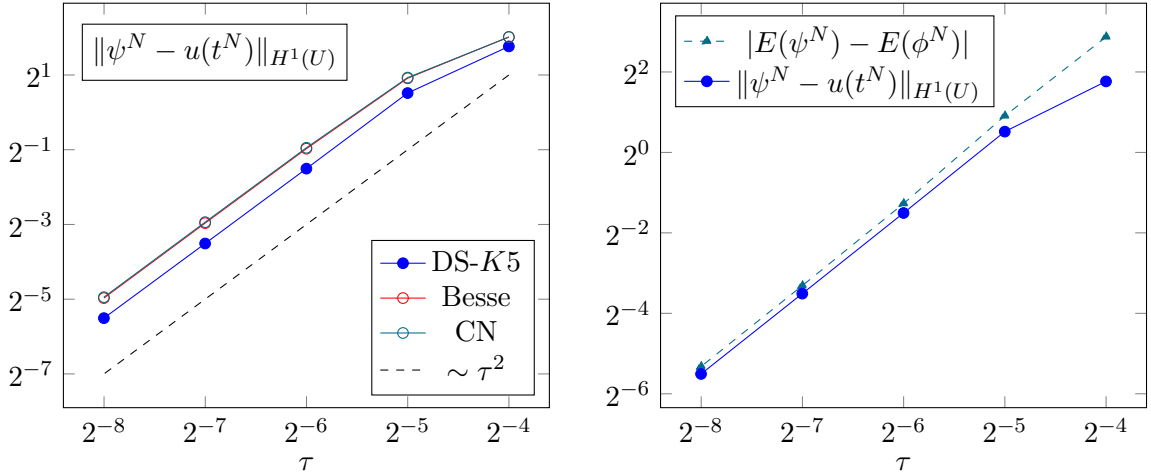 ‖ψ^N − u(t^N)‖_{H^1(U)}
2^1
2^{−1}
2^{−3}
2^{−5}
2^{−7}
DS-K5
Besse
CN
∼ τ^2
2^{−8} 2^{−7} 2^{−6} 2^{−5} 2^{−4}
τ
|E(ψ^N) − E(ϕ^N)|
‖ψ^N − u(t^N)‖_{H^1(U)}
2^2
2^0
2^{−2}
2^{−4}
2^{−6}
2^{−8} 2^{−7} 2^{−6} 2^{−5} 2^{−4}
τ